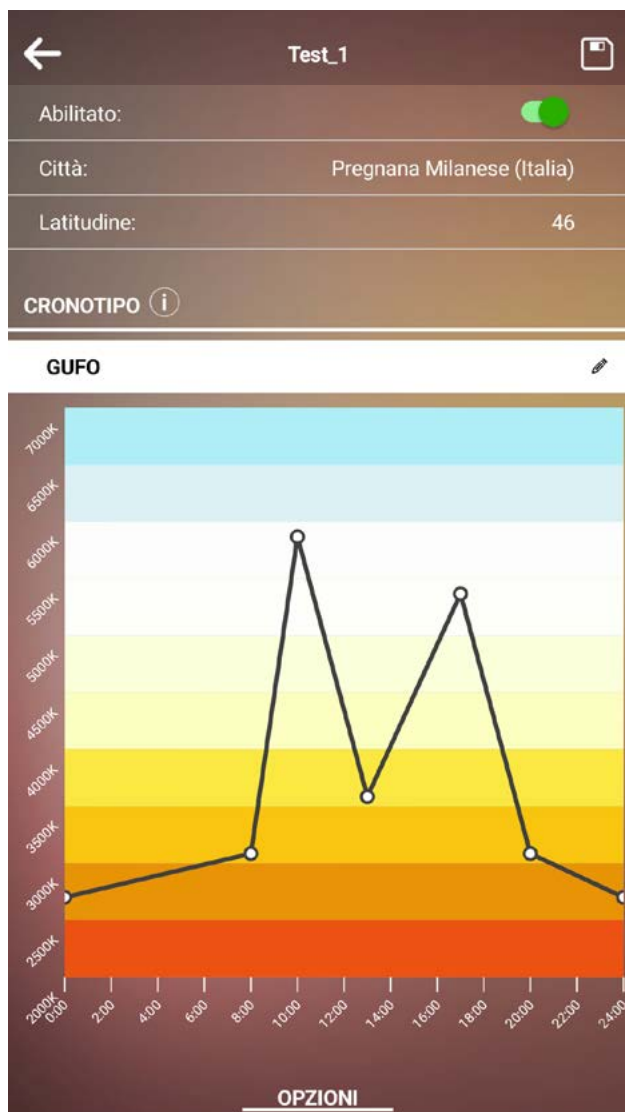 Test_1
Abilitato:
Città: Pregnana Milanese (Italia)
Latitudine: 46
CRONOTIPO i
GUFO
7000K
6500K
6000K
5500K
5000K
4500K
4000K
3500K
3000K
2500K
2000K
0:00 2:00 4:00 6:00 8:00 10:00 12:00 14:00 16:00 18:00 20:00 22:00 24:00
OPZIONI